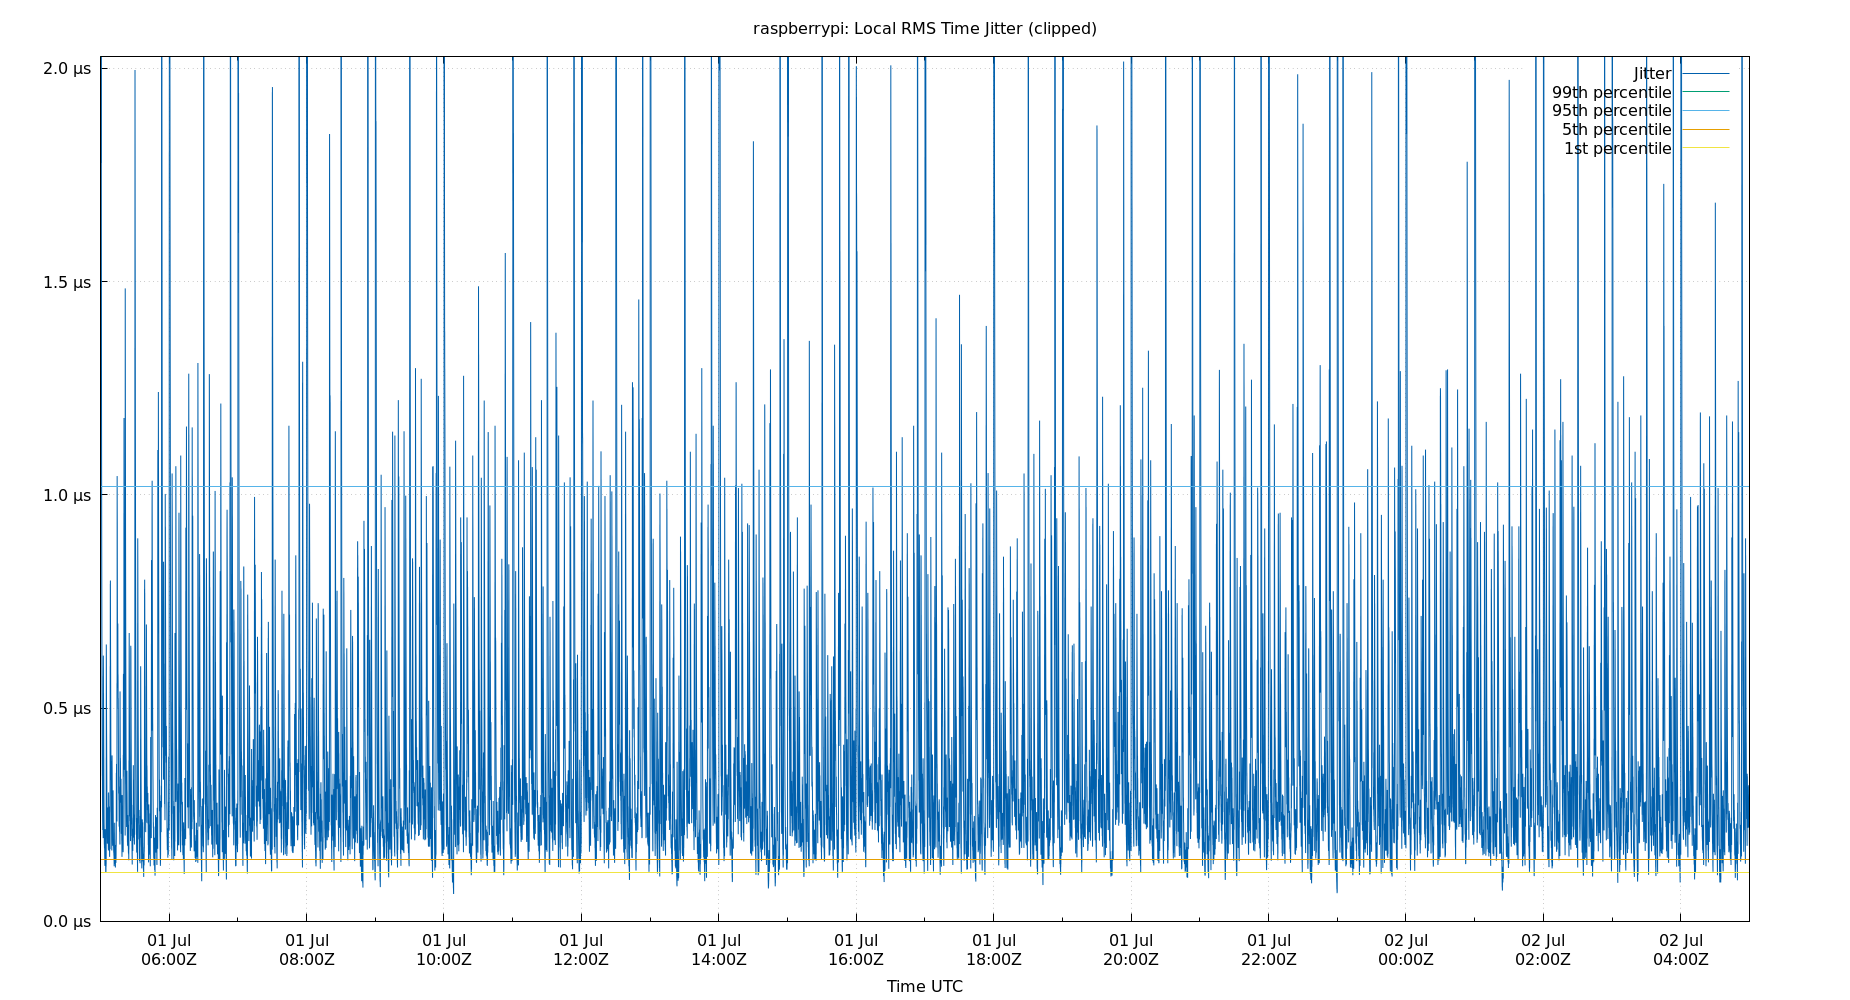 raspberrypi: Local RMS Time Jitter (clipped)
2.0 μs
1.5 μs
1.0 μs
0.5 μs
0.0 μs
Jitter
99th percentile
95th percentile
5th percentile
1st percentile
01 Jul 01 Jul 01 Jul 01 Jul 01 Jul 01 Jul 01 Jul 01 Jul 01 Jul 02 Jul 02 Jul 02 Jul
06:00Z 08:00Z 10:00Z 12:00Z 14:00Z 16:00Z 18:00Z 20:00Z 22:00Z 00:00Z 02:00Z 04:00Z
Time UTC